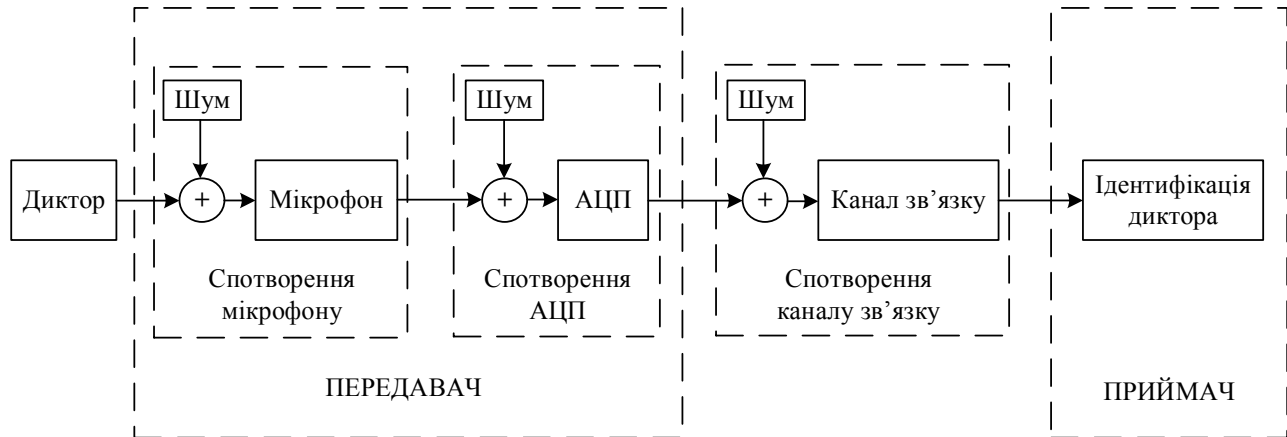 Шум
Шум
Шум
Диктор
+
Мікрофон
+
АЦП
+
Канал зв’язку
Ідентифікація
диктора
Спотворення
мікрофону
Спотворення
АЦП
Спотворення
каналу зв’язку
ПЕРЕДАВАЧ
ПРИЙМАЧ